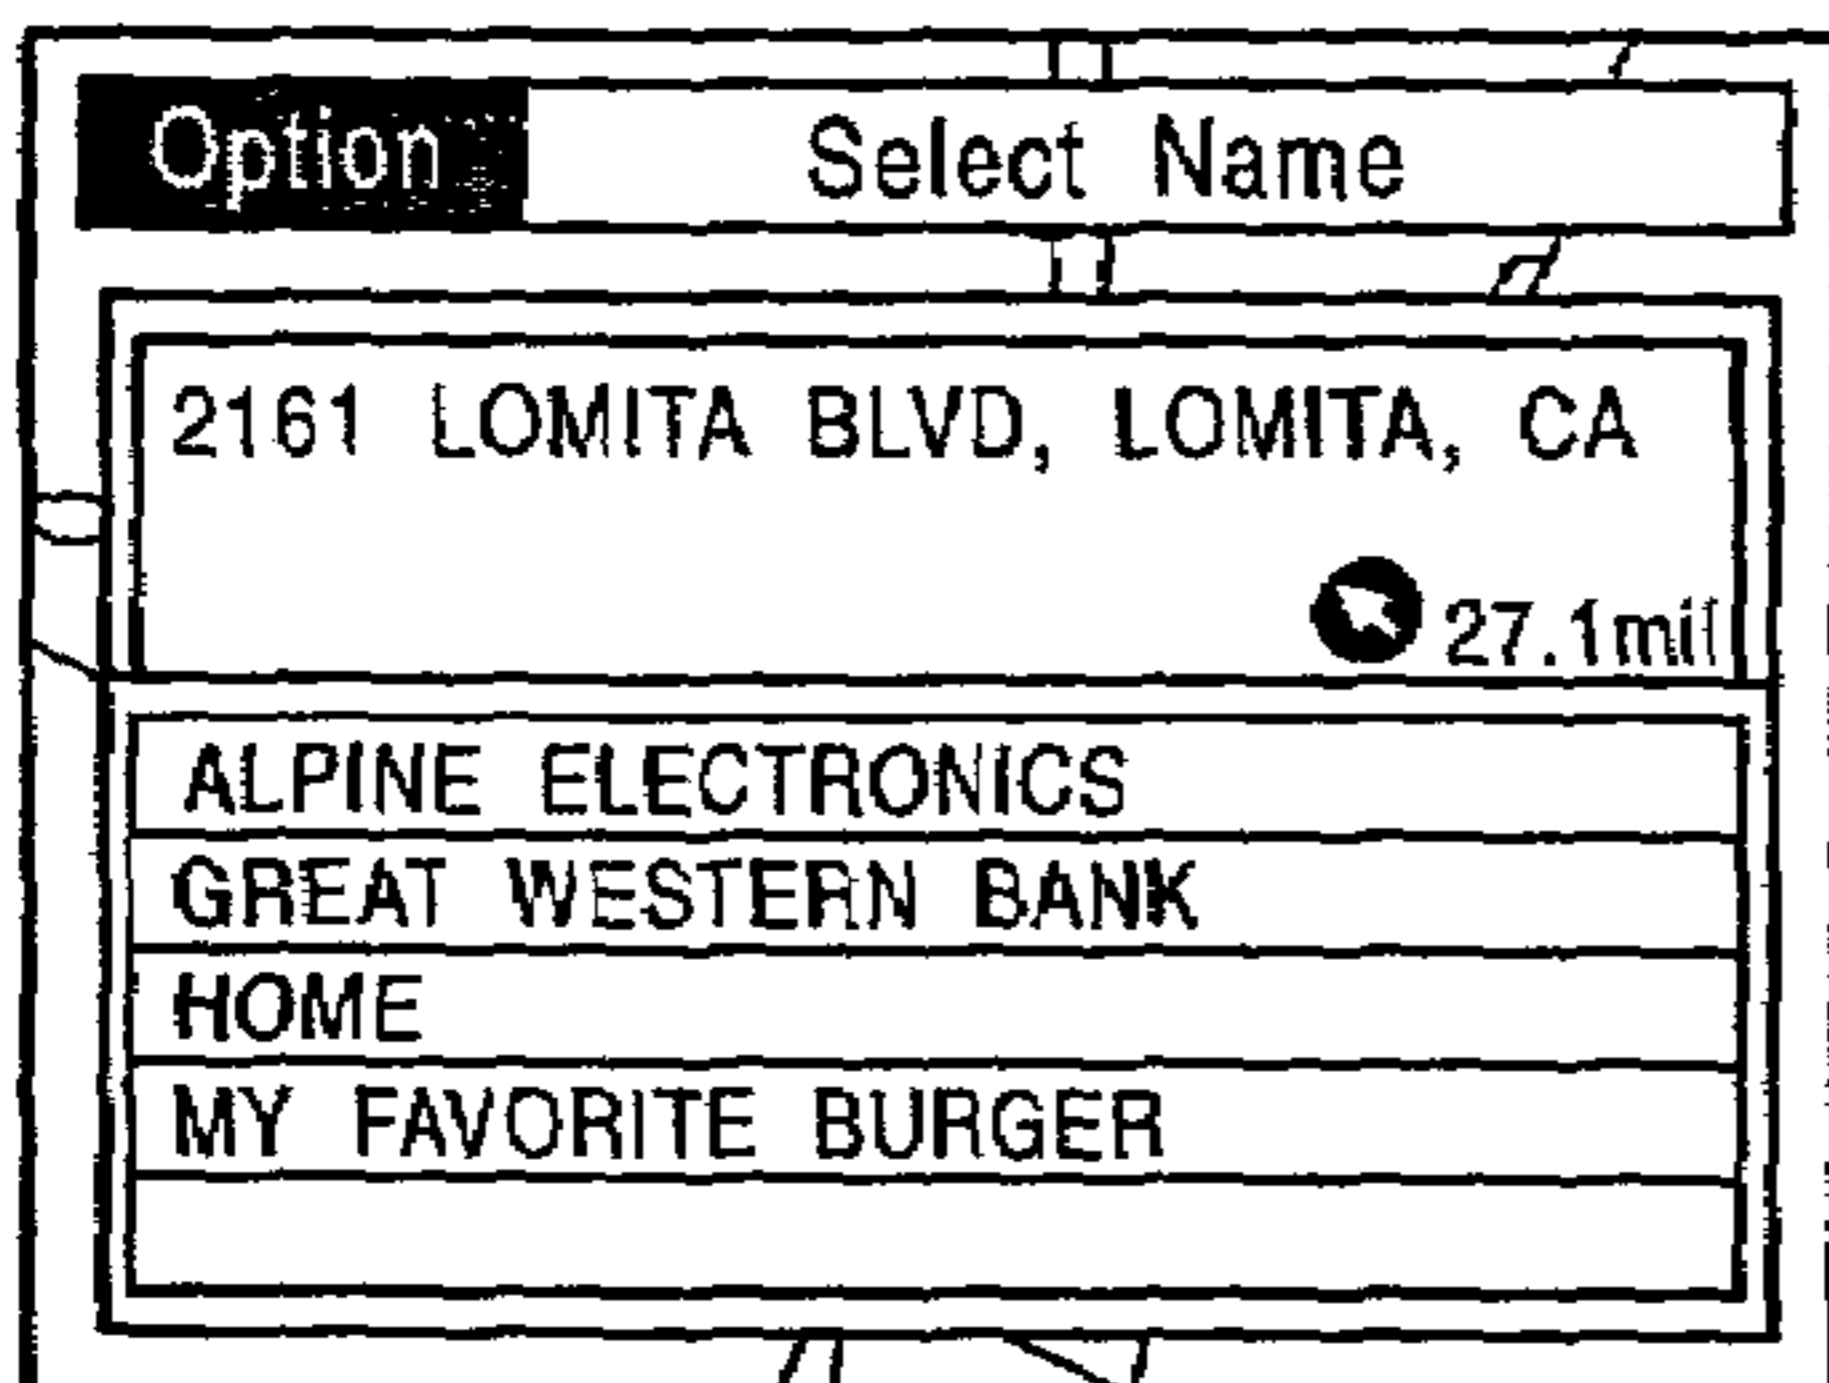 Option Select Name
2161 LOMITA BLVD, LOMITA, CA
27.1mil
ALPINE ELECTRONICS
GREAT WESTERN BANK
HOME
MY FAVORITE BURGER